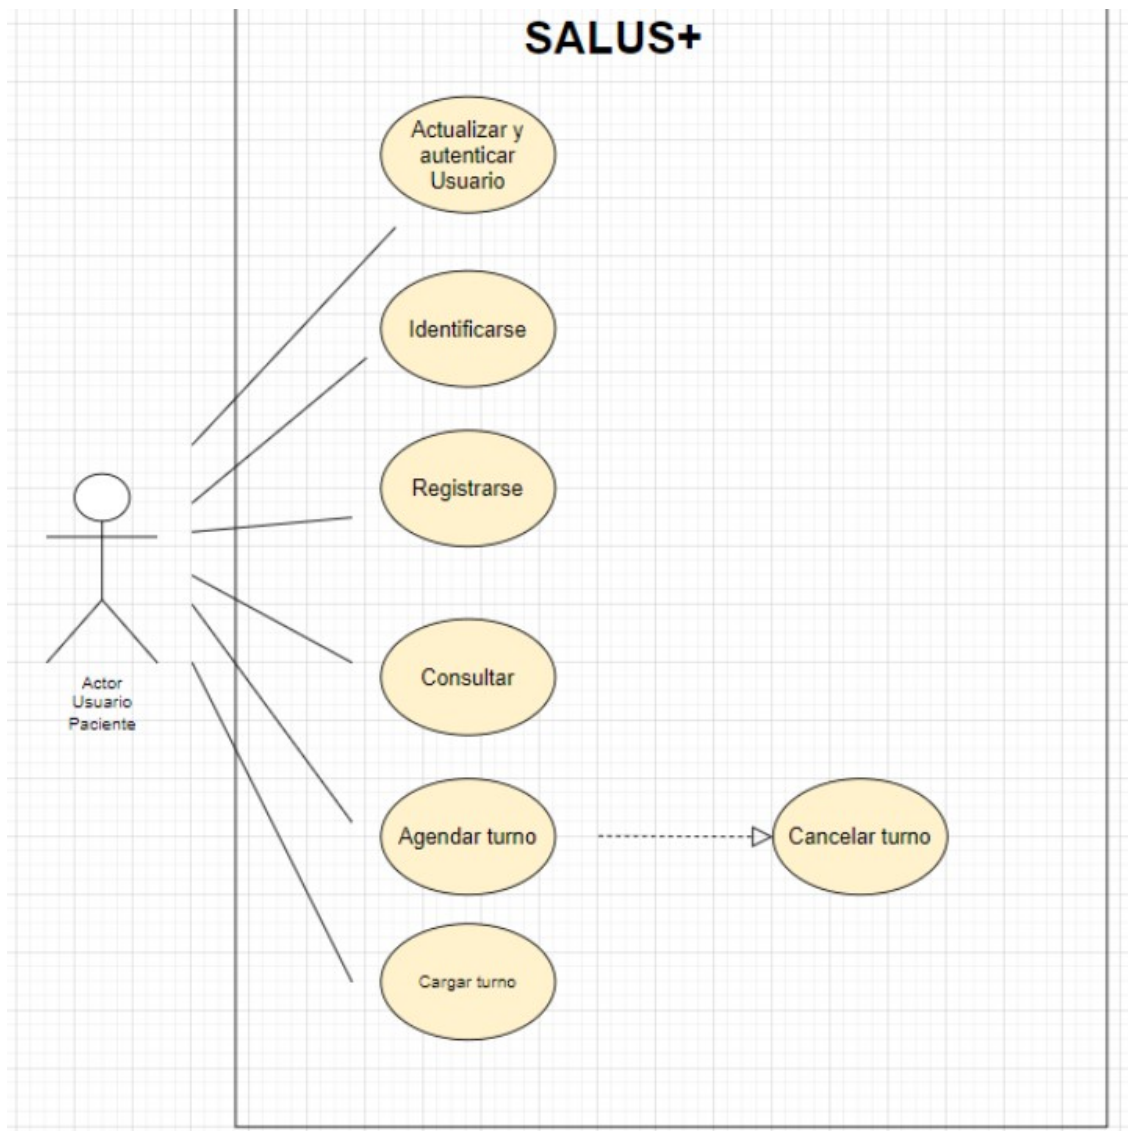 SALUS+
Actualizar y
autenticar
Usuario
Identificarse
Registrarse
Consultar
Actor
Usuario
Paciente
Agendar turno
Cancelar turno
Cargar turno